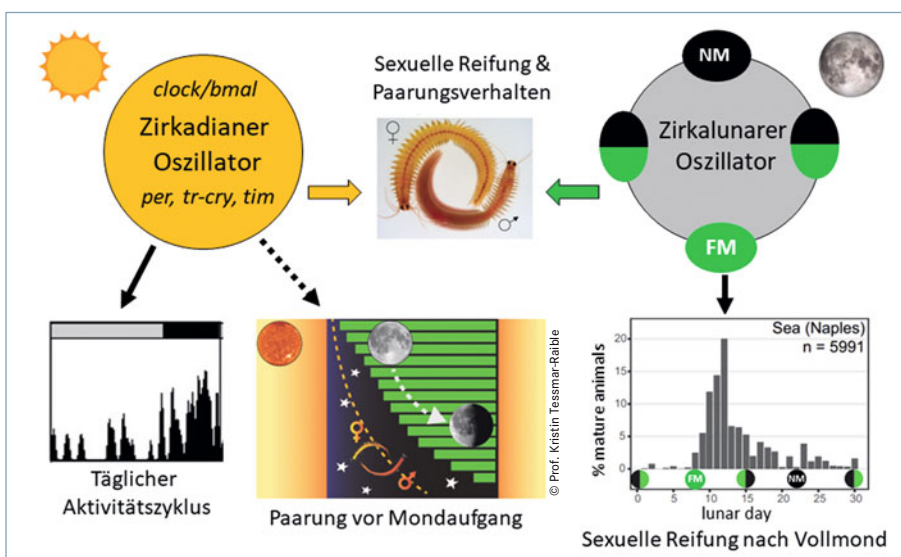 clock/bmal
Zirkadianer
Oszillator
per, tr-cry, tim
Sexuelle Reifung &
Paarungsverhalten
♀
♂
NM
Zirkalunarer
Oszillator
FM
Täglicher
Aktivitätszyklus
♀
♂
Paarung vor Mondaufgang
© Prof. Kristin Tessmar-Raible
Sea (Naples)
n = 5991
% mature animals
20
15
10
5
0
FM
NM
0
5
10
15
20
25
30
lunar day
Sexuelle Reifung nach Vollmond